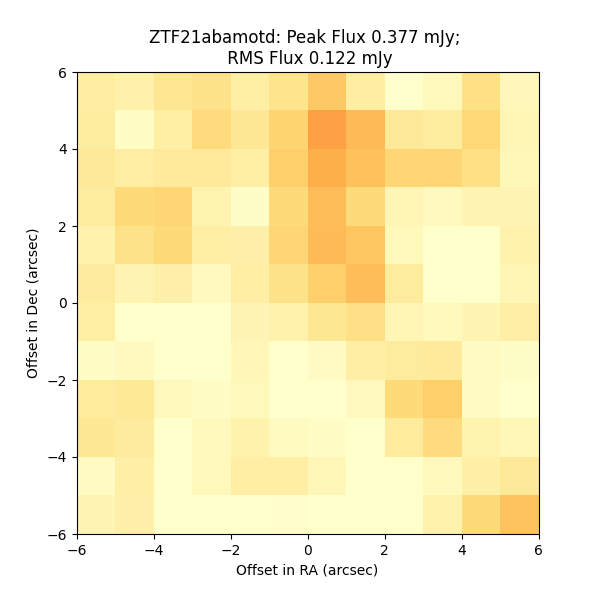 ZTF21abamotd: Peak Flux 0.377 mJy;
RMS Flux 0.122 mJy
6
4
2
0
−2
−4
−6
Offset in Dec (arcsec)
−6 −4 −2 0 2 4 6
Offset in RA (arcsec)